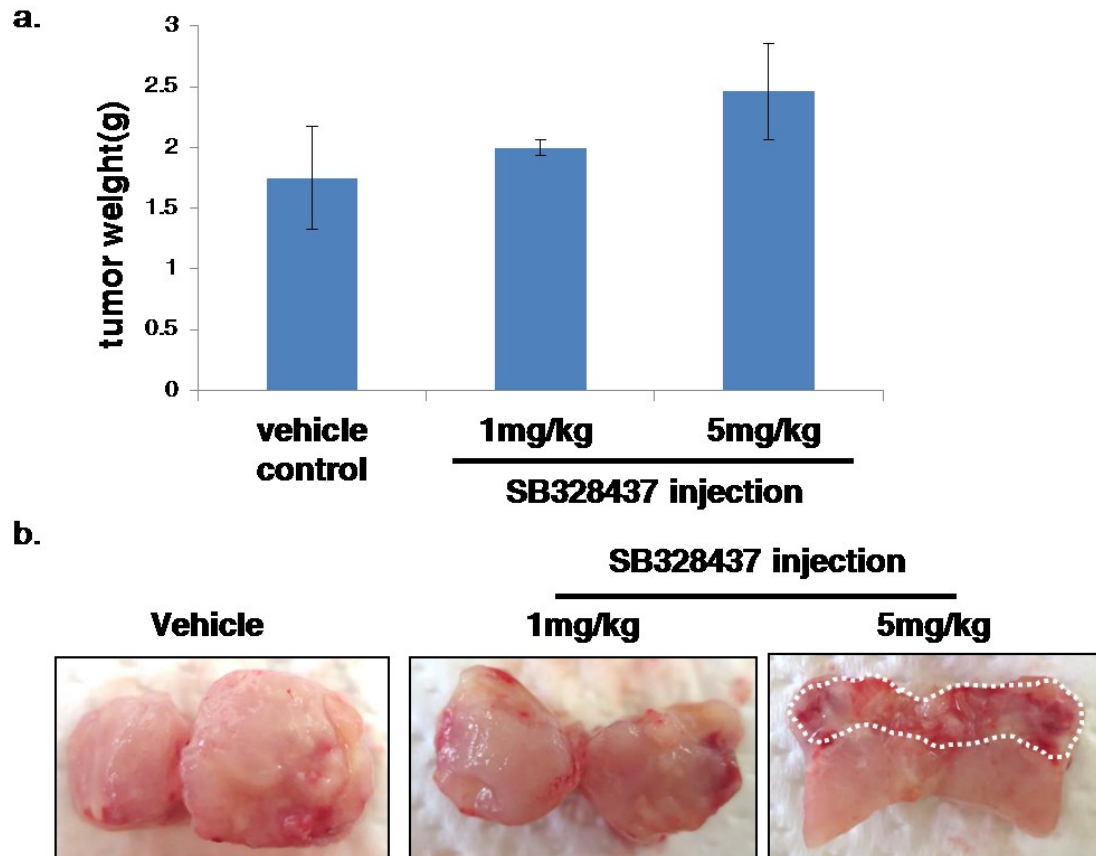 a.
3
2.5
2
1.5
1
0.5
0
tumor weight(g)
vehicle
control
1mg/kg
5mg/kg
SB328437 injection
b.
SB328437 injection
Vehicle
1mg/kg
5mg/kg